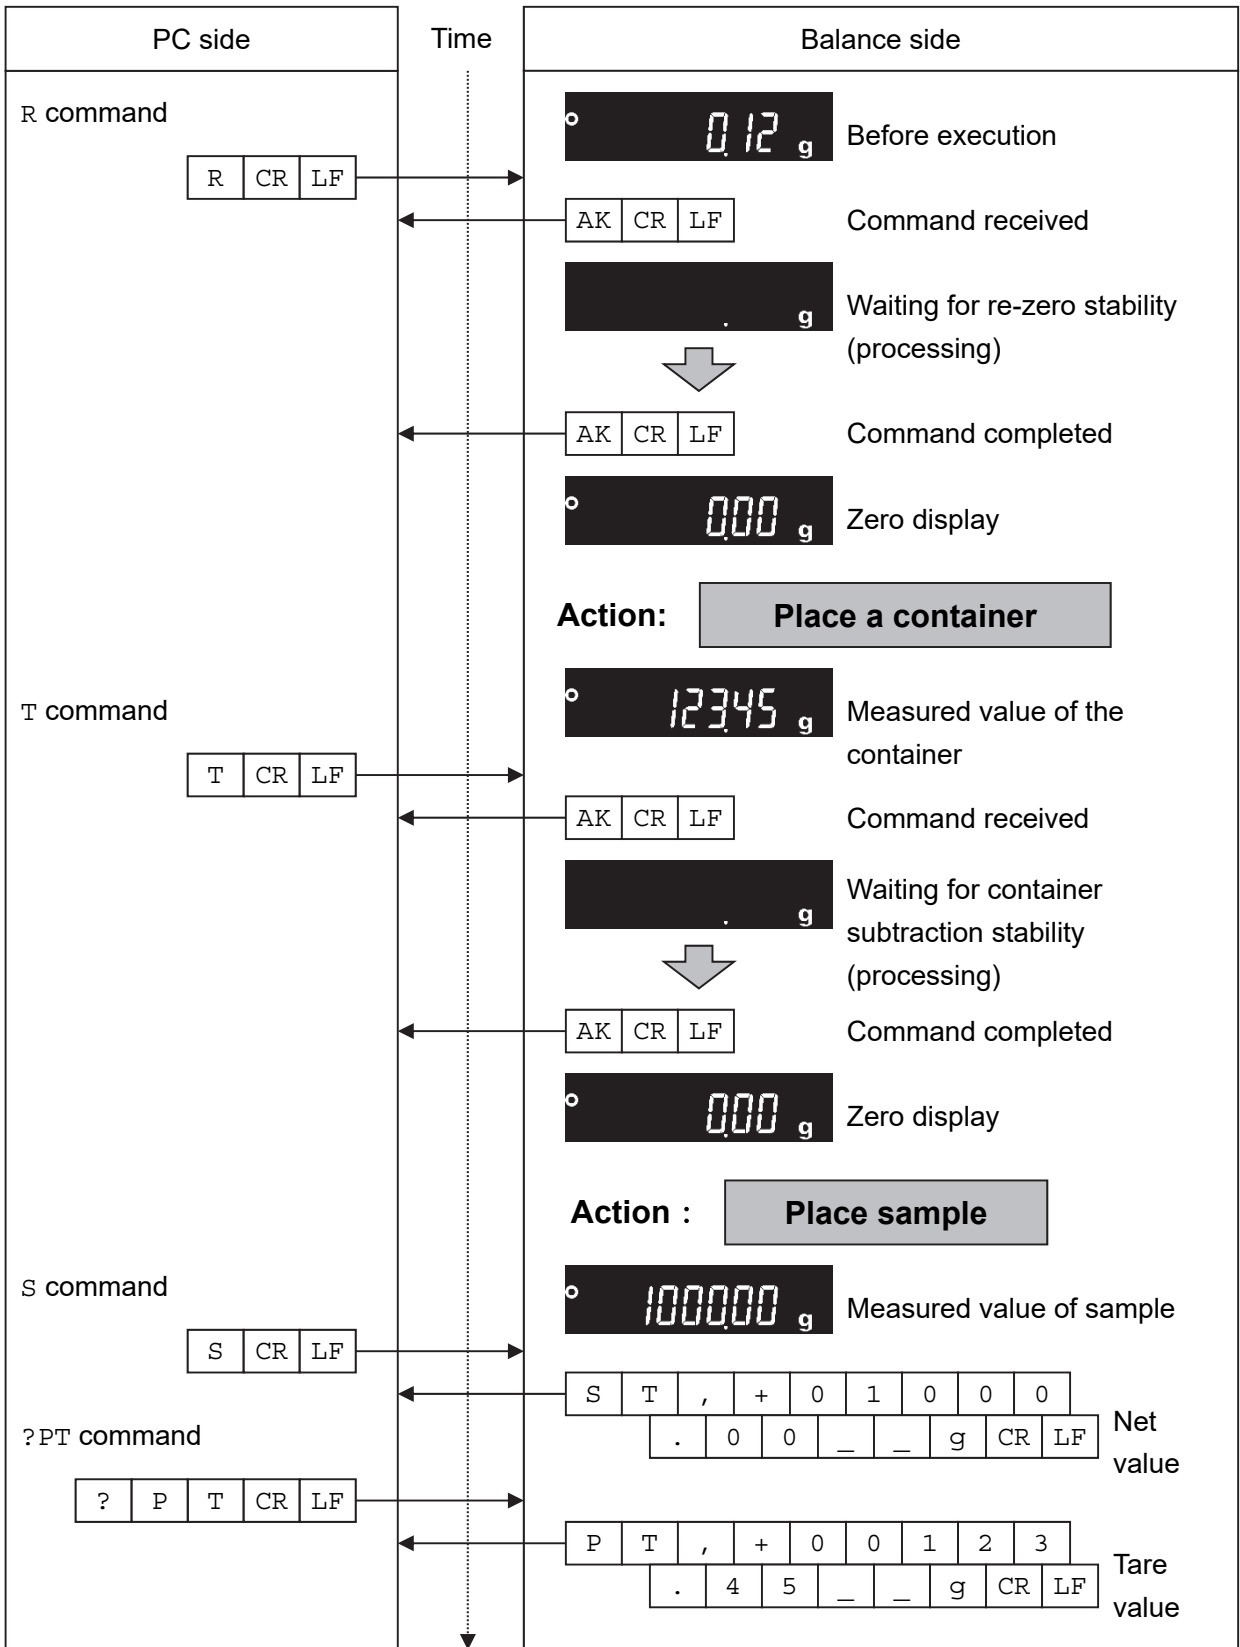 PC side Time Balance side
R command
0.12 g Before execution
R CR LF
AK CR LF Command received
. g Waiting for re-zero stability
(processing)
AK CR LF Command completed
0.00 g Zero display
Action: Place a container
T command
123.45 g Measured value of the
container
T CR LF
AK CR LF Command received
. g Waiting for container
subtraction stability
(processing)
AK CR LF Command completed
0.00 g Zero display
Action : Place sample
S command
1000.00 g Measured value of sample
S CR LF
S T , + 0 1 0 0 0
. 0 0 _ _ g CR LF
Net
value
?PT command
? P T CR LF
P T , + 0 0 1 2 3
. 4 5 _ _ g CR LF
Tare
value